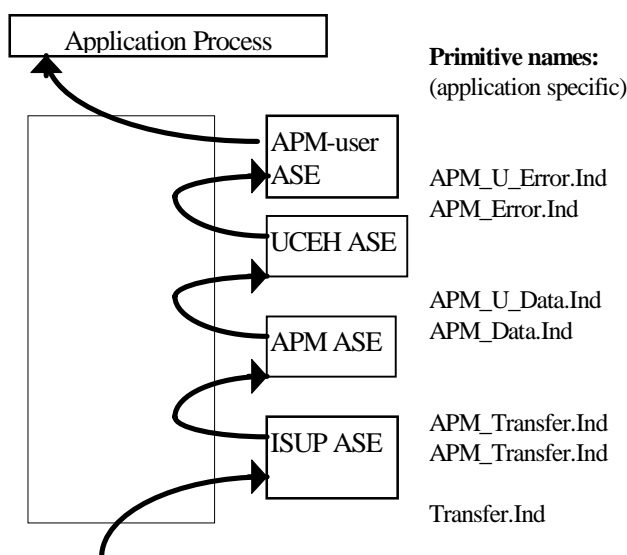 Application Process
Primitive names:
(application specific)
APM-user
ASE
APM_U_Error.Ind
APM_Error.Ind
UCEH ASE
APM_U_Data.Ind
APM_Data.Ind
APM ASE
APM_Transfer.Ind
APM_Transfer.Ind
ISUP ASE
Transfer.Ind